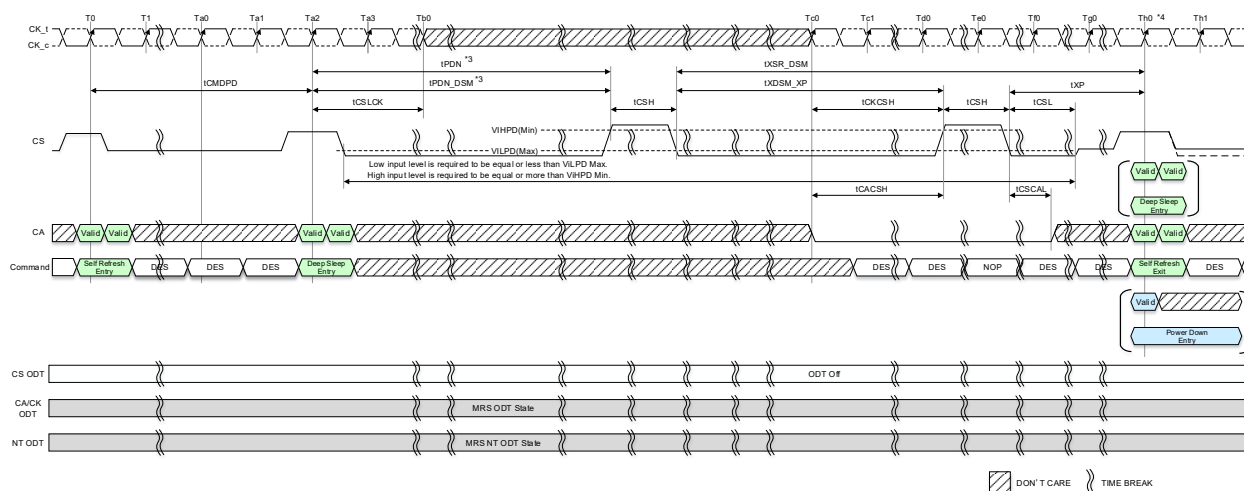 T0 T1 Ta0 Ta1 Ta2 Ta3 Tb0 Tc0 Tc1 Td0 Te0 Tf0 Tg0 Th0 *4 Th1
CK_t
CK_c
tPDN *3 tXSR_DSM
tCMDPD tPDN_DSM *3 tXDSM_XP tXP
tCSLCK tCSH tCKCSH tCSH tCSL
VIHPD(Min)
CS
VILPD(Max)
Low input level is required to be equal or less than ViLPD Max.
High input level is required to be equal or more than ViHPD Min.
Valid Valid
tCACSH tCSCAL
Deep Sleep
Entry
CA Valid Valid Valid Valid Valid Valid
Command Self Refresh Entry DES DES DES Deep Sleep Entry DES DES NOP DES DES Self Refresh Exit DES
Valid
Power Down
Entry
CS ODT ODT Off
CA/CK
ODT
MRS ODT State
NT ODT MRS NT ODT State
DON'T CARE TIME BREAK